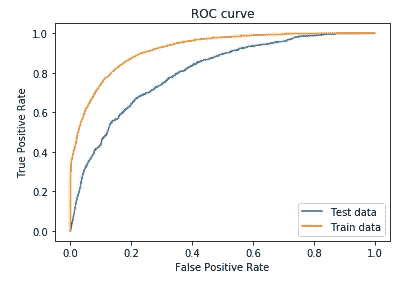 ROC curve
True Positive Rate
1.0
0.8
0.6
0.4
0.2
0.0
0.0 0.2 0.4 0.6 0.8 1.0
False Positive Rate
Test data
Train data